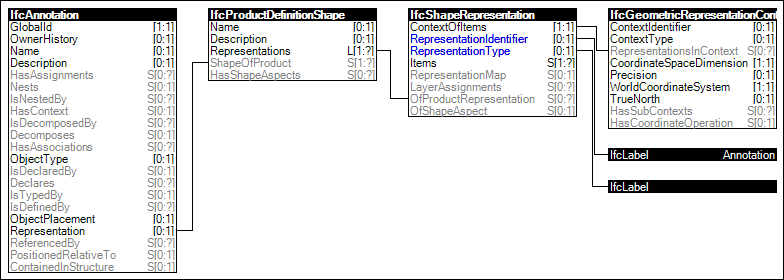 IfcAnnotation
GlobalId [1:1]
OwnerHistory [0:1]
Name [0:1]
Description [0:1]
HasAssignments S[0:?]
Nests S[0:1]
IsNestedBy S[0:?]
HasContext S[0:1]
IsDecomposedBy S[0:?]
Decomposes S[0:1]
HasAssociations S[0:?]
ObjectType [0:1]
IsDeclaredBy S[0:1]
Declares S[0:?]
IsTypedBy S[0:1]
IsDefinedBy S[0:?]
ObjectPlacement [0:1]
Representation [0:1]
ReferencedBy S[0:?]
PositionedRelativeTo S[0:1]
ContainedInStructure S[0:1]
IfcProductDefinitionShape
Name [0:1]
Description [0:1]
Representations L[1:?]
ShapeOfProduct S[1:?]
HasShapeAspects S[0:?]
IfcShapeRepresentation
ContextOfItems [1:1]
RepresentationIdentifier [0:1]
RepresentationType [0:1]
Items S[1:?]
RepresentationMap S[0:1]
LayerAssignments S[0:?]
OfProductRepresentation S[0:?]
OfShapeAspect S[0:1]
IfcGeometricRepresentationCont
ContextIdentifier [0:1]
ContextType [0:1]
RepresentationsInContext S[0:?]
CoordinateSpaceDimension [1:1]
Precision [0:1]
WorldCoordinateSystem [1:1]
TrueNorth [0:1]
HasSubContexts S[0:?]
HasCoordinateOperation S[0:1]
IfcLabel Annotation
IfcLabel